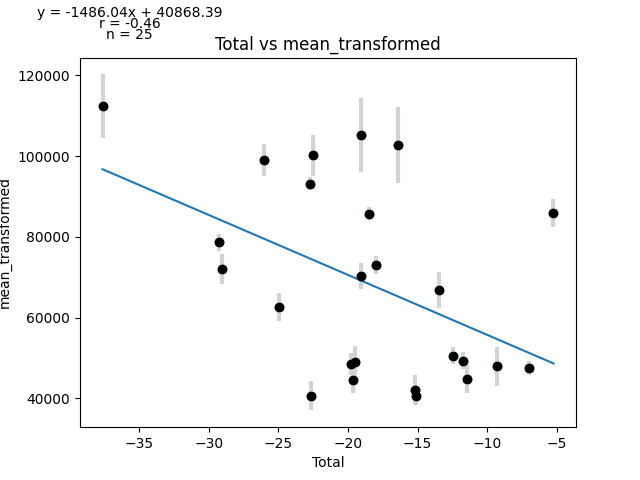 y = -1486.04x + 40868.39
r = -0.46
n = 25
Total vs mean_transformed
120000
100000
80000
60000
40000
mean_transformed
−35
−30
−25
−20
−15
−10
−5
Total